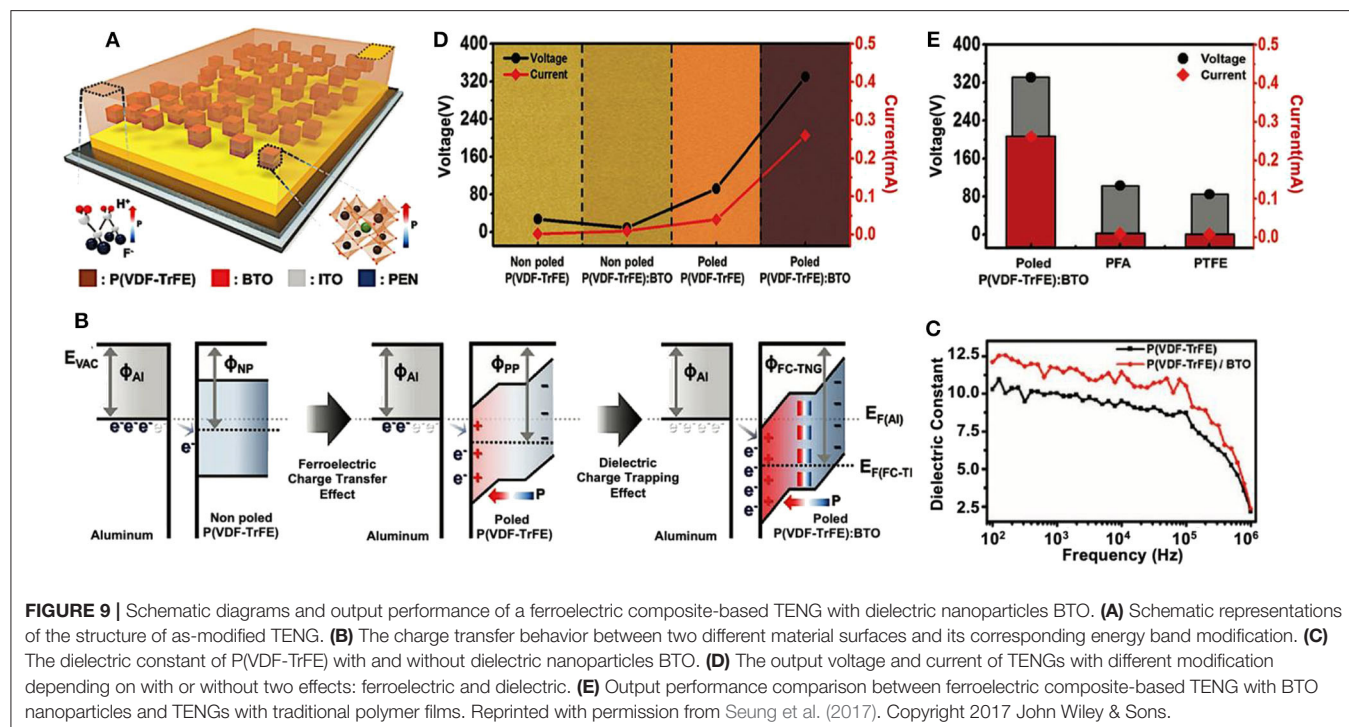 A
H+
P
F-
P
: P(VDF-TrFE) : BTO : ITO : PEN
D
400
320
240
160
80
0
Voltage(V)
Voltage
Current
0.5
0.4
0.3
0.2
0.1
0.0
Current(mA)
Non poled
P(VDF-TrFE)
Non poled
P(VDF-TrFE):BTO
Poled
P(VDF-TrFE)
Poled
P(VDF-TrFE):BTO
E
400
320
240
160
80
0
Voltage(V)
Voltage
Current
0.5
0.4
0.3
0.2
0.1
0.0
Current(mA)
Poled
P(VDF-TrFE):BTO
PFA
PTFE
B
EVAC
ΦAl
ΦNP
e-e-e-e-e-
e-
Aluminum
Non poled
P(VDF-TrFE)
Ferroelectric
Charge Transfer
Effect
ΦAl
ΦPP
e-e-e-e-e-
e-
+
+
+
+
-
-
-
-
e-
e-
e-
P
Aluminum
Poled
P(VDF-TrFE)
Dielectric
Charge Trapping
Effect
ΦAl
ΦFC-TNG
EF(Al)
EF(FC-TI
e-e-e-e-e-
e-
e-
e-
e-
+
+
+
+
-
-
-
-
P
Aluminum
Poled
P(VDF-TrFE):BTO
C
12.5
10.0
7.5
5.0
2.5
Dielectric Constant
P(VDF-TrFE)
P(VDF-TrFE) / BTO
10² 10³ 10⁴ 10⁵ 10⁶
Frequency (Hz)
FIGURE 9 | Schematic diagrams and output performance of a ferroelectric composite-based TENG with dielectric nanoparticles BTO. (A) Schematic representations
of the structure of as-modified TENG. (B) The charge transfer behavior between two different material surfaces and its corresponding energy band modification. (C)
The dielectric constant of P(VDF-TrFE) with and without dielectric nanoparticles BTO. (D) The output voltage and current of TENGs with different modification
depending on with or without two effects: ferroelectric and dielectric. (E) Output performance comparison between ferroelectric composite-based TENG with BTO
nanoparticles and TENGs with traditional polymer films. Reprinted with permission from Seung et al. (2017). Copyright 2017 John Wiley & Sons.